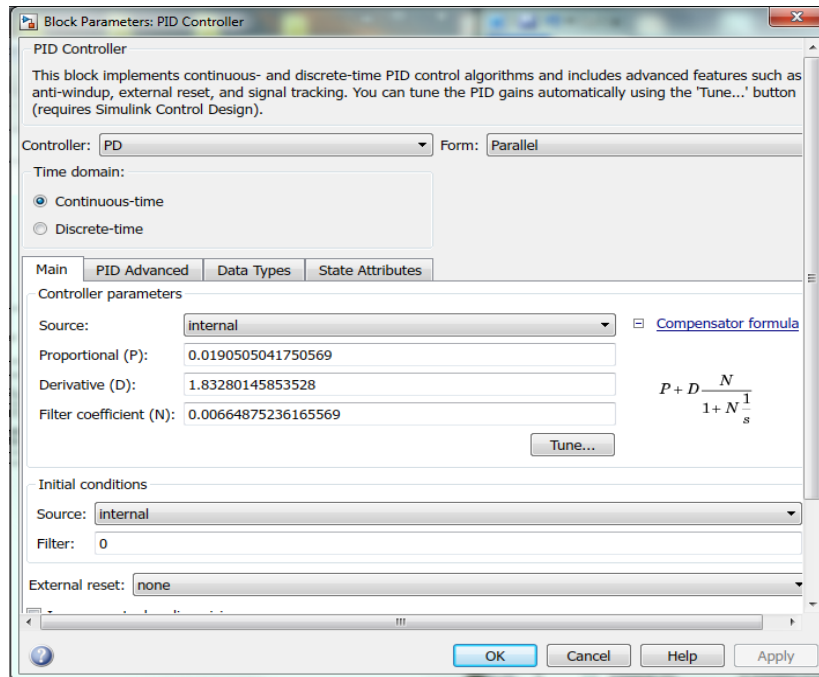 Block Parameters: PID Controller
PID Controller
This block implements continuous- and discrete-time PID control algorithms and includes advanced features such as
anti-windup, external reset, and signal tracking. You can tune the PID gains automatically using the 'Tune...' button
(requires Simulink Control Design).
Controller: PD Form: Parallel
Time domain:
Continuous-time
Discrete-time
Main PID Advanced Data Types State Attributes
Controller parameters
Source: internal Compensator formula
Proportional (P): 0.0190505041750569
Derivative (D): 1.83280145853528
Filter coefficient (N): 0.00664875236165569
P + D N / (1 + N 1/s)
Tune...
Initial conditions
Source: internal
Filter: 0
External reset: none
OK Cancel Help Apply